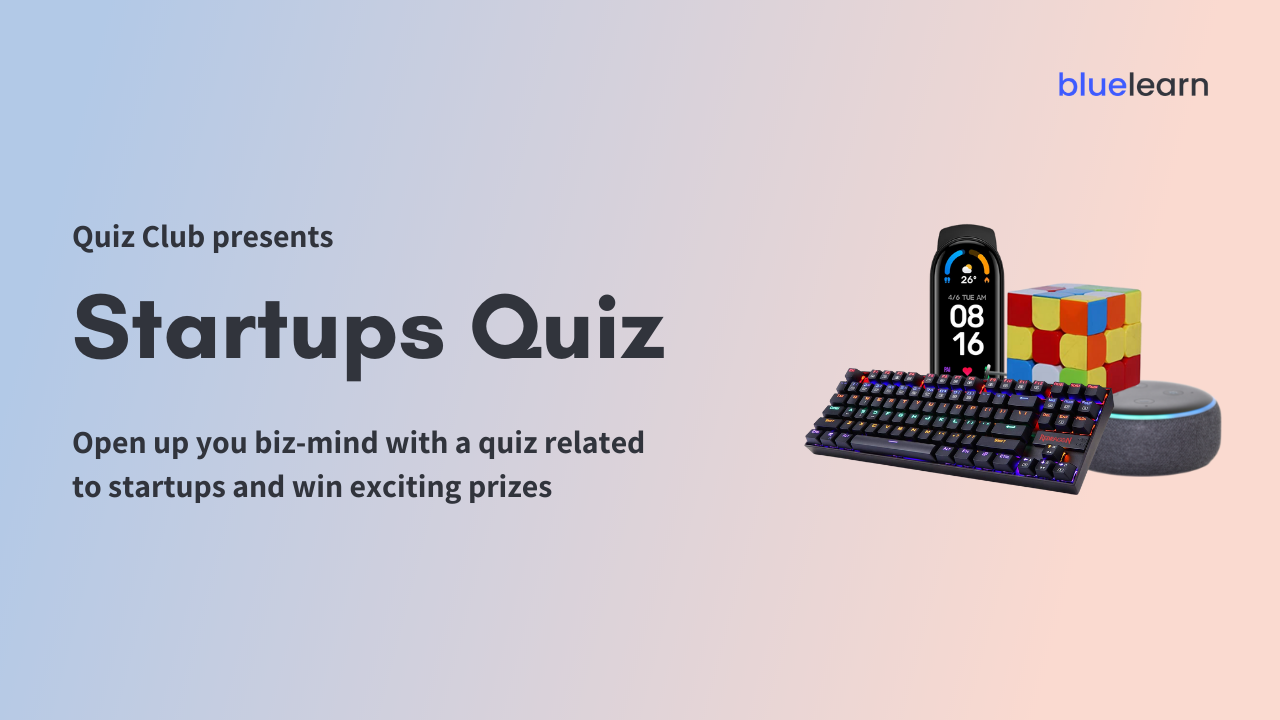 bluelearn
Quiz Club presents
Startups Quiz
Open up you biz-mind with a quiz related
to startups and win exciting prizes
26°
4/6 TUE AM
08
16